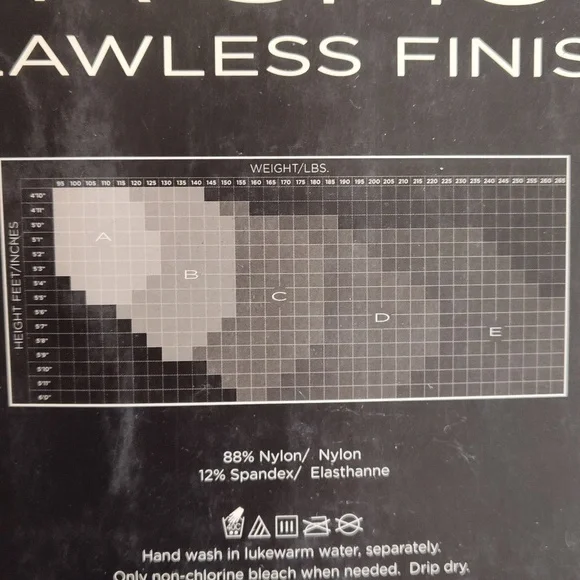 LAWLESS FINIS
WEIGHT/LBS.
95 100 105 110 115 120 125 130 135 140 145 150 155 160 165 170 175 180 185 190 195 200 205 210 215 220 225 230 235 240 245 250 255 260 265
HEIGHT FEET/INCHES
4'10"
4'11"
5'0"
5'1"
5'2"
5'3"
5'4"
5'5"
5'6"
5'7"
5'8"
5'9"
5'10"
5'11"
6'0"
A
B
C
D
E
88% Nylon/ Nylon
12% Spandex/ Elasthanne
Hand wash in lukewarm water, separately.
Only non-chlorine bleach when needed. Drip dry.